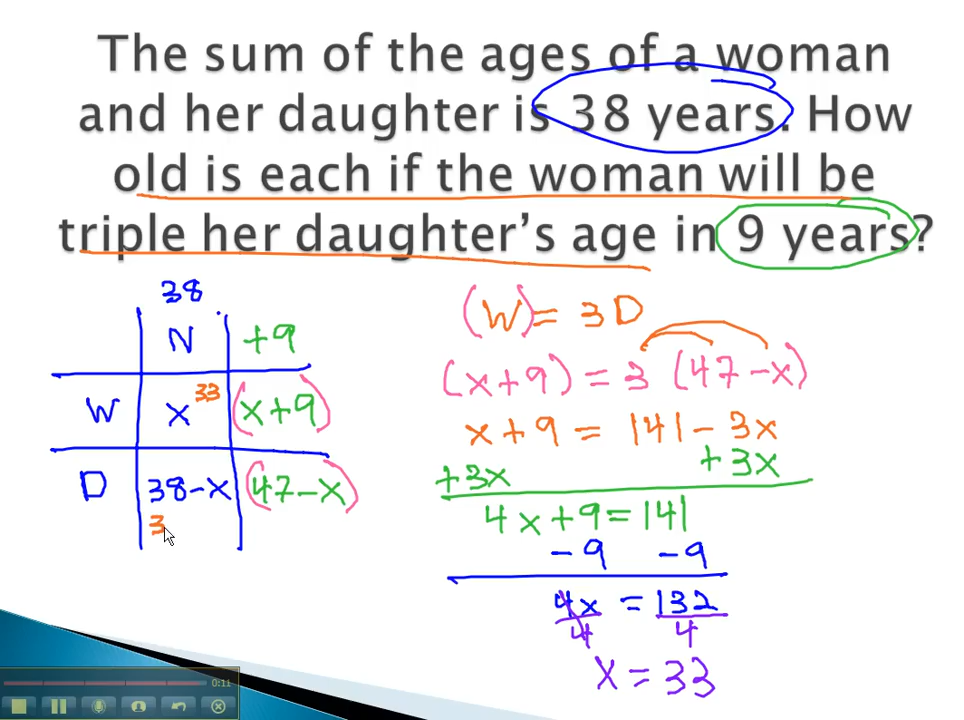 The sum of the ages of a woman
and her daughter is 38 years. How
old is each if the woman will be
triple her daughter's age in 9 years?
38
N +9
W x 33 (x+9)
D 38-x (47-x)
3
(W) = 3D
(x+9) = 3 (47-x)
x+9 = 141 - 3x
+3x +3x
4x+9=141
-9 -9
4x = 132
4 4
x = 33
0:11